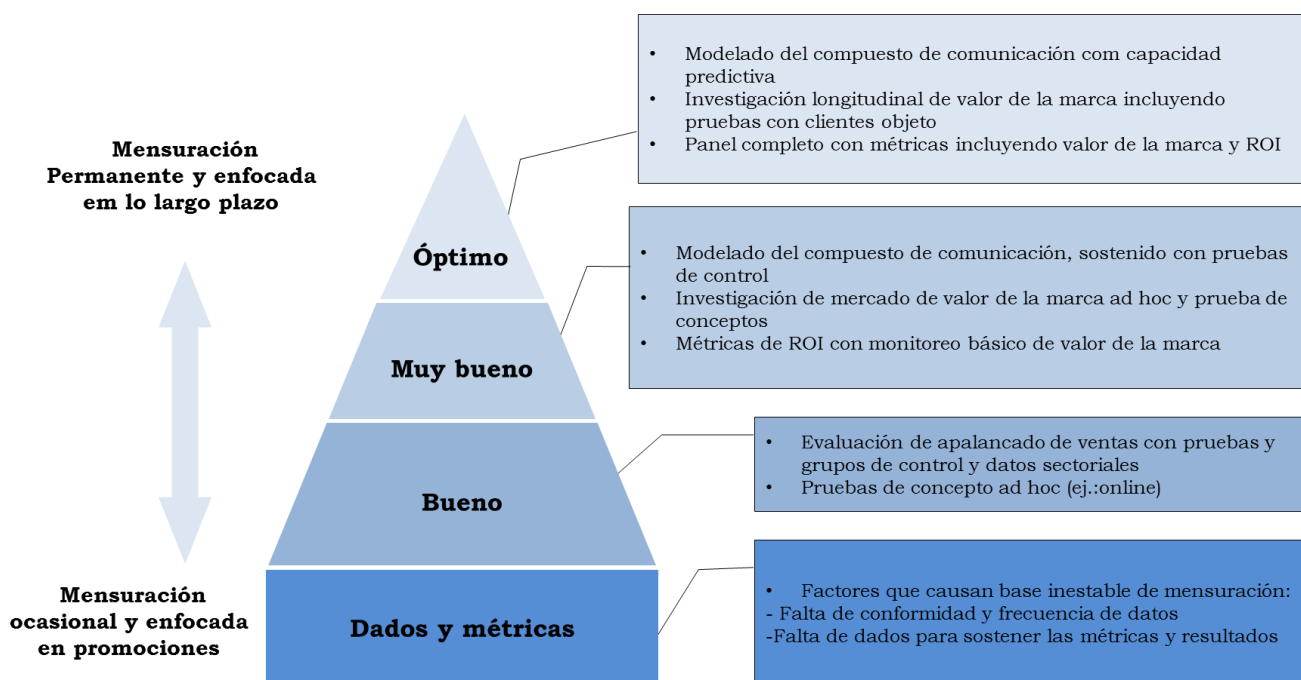 Mensuración
Permanente y enfocada
em lo largo plazo
Mensuración
ocasional y enfocada
en promociones
Óptimo
Muy bueno
Bueno
Dados y métricas
• Modelado del compuesto de comunicación com capacidad
predictiva
• Investigación longitudinal de valor de la marca incluyendo
pruebas con clientes objeto
• Panel completo con métricas incluyendo valor de la marca y ROI
• Modelado del compuesto de comunicación, sostenido con pruebas
de control
• Investigación de mercado de valor de la marca ad hoc y prueba de
conceptos
• Métricas de ROI con monitoreo básico de valor de la marca
• Evaluación de apalancado de ventas con pruebas y
grupos de control y datos sectoriales
• Pruebas de concepto ad hoc (ej.:online)
• Factores que causan base inestable de mensuración:
- Falta de conformidad y frecuencia de datos
-Falta de dados para sostener las métricas y resultados